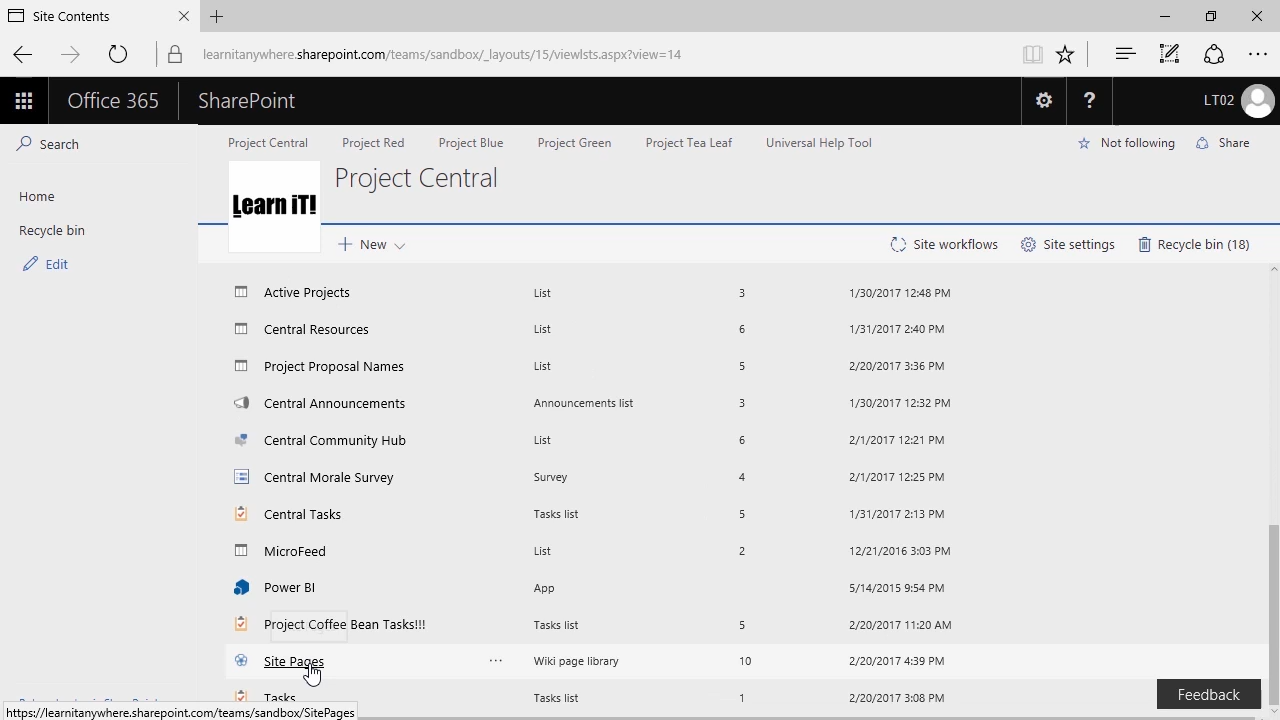 Site Contents
learnitanywhere.sharepoint.com/teams/sandbox/_layouts/15/viewlsts.aspx?view=14
Office 365 SharePoint ? LT02
Search
Home
Recycle bin
Edit
Project Central Project Red Project Blue Project Green Project Tea Leaf Universal Help Tool Not following Share
Learn iT!
Project Central
New Site workflows Site settings Recycle bin (18)
Active Projects List 3 1/30/2017 12:48 PM
Central Resources List 6 1/31/2017 2:40 PM
Project Proposal Names List 5 2/20/2017 3:36 PM
Central Announcements Announcements list 3 1/30/2017 12:32 PM
Central Community Hub List 6 2/1/2017 12:21 PM
Central Morale Survey Survey 4 2/1/2017 12:25 PM
Central Tasks Tasks list 5 1/31/2017 2:13 PM
MicroFeed List 2 12/21/2016 3:03 PM
Power BI App 5/14/2015 9:54 PM
Project Coffee Bean Tasks!!! Tasks list 5 2/20/2017 11:20 AM
Site Pages ... Wiki page library 10 2/20/2017 4:39 PM
Tasks Tasks list 1 2/20/2017 3:08 PM
Feedback
https://learnitanywhere.sharepoint.com/teams/sandbox/SitePages